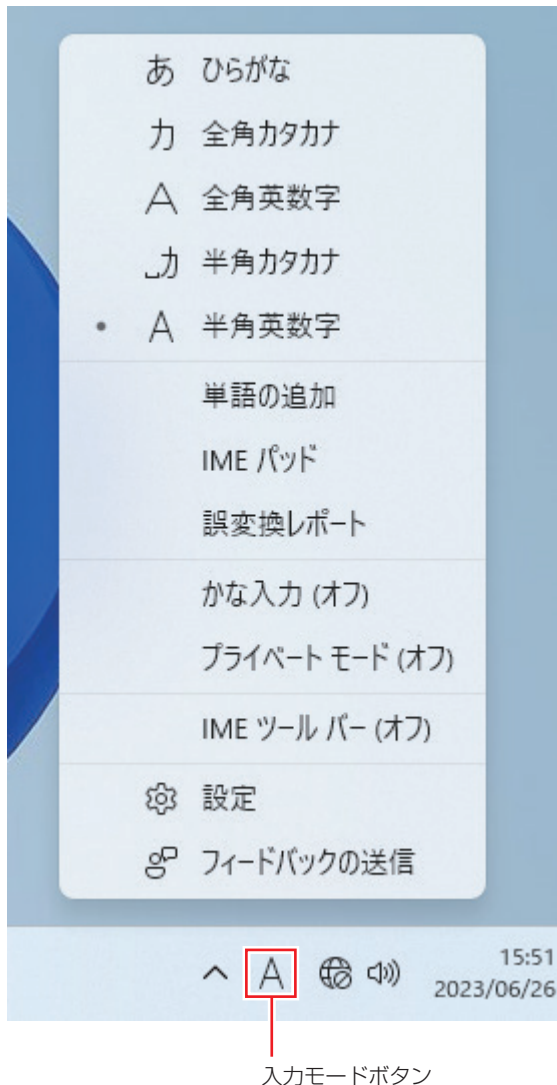 あ ひらがな
カ 全角カタカナ
A 全角英数字
_カ 半角カタカナ
• A 半角英数字
単語の追加
IME パッド
誤変換レポート
かな入力 (オフ)
プライベート モード (オフ)
IME ツール バー (オフ)
設定
フィードバックの送信
A 15:51
2023/06/26
入力モードボタン